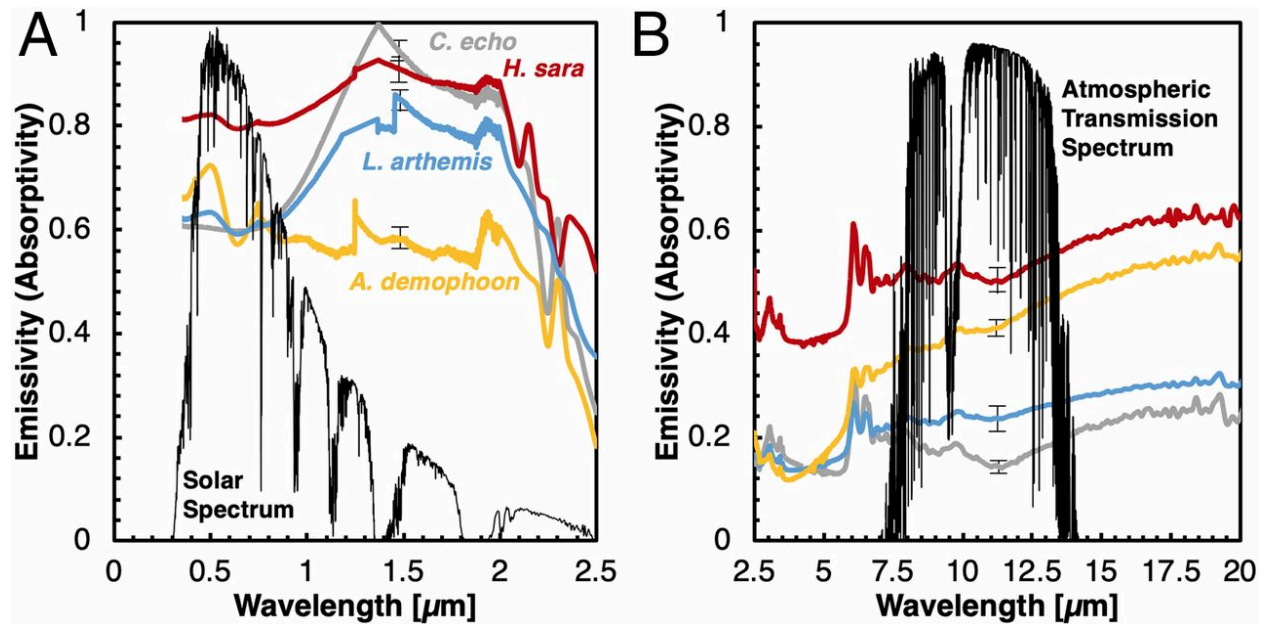 A
B
Emissivity (Absorptivity)
1
0.8
0.6
0.4
0.2
0
C. echo
H. sara
L. arthemis
A. demophoon
Solar
Spectrum
0 0.5 1 1.5 2 2.5
Wavelength [μm]
Emissivity (Absorptivity)
1
0.8
0.6
0.4
0.2
0
Atmospheric
Transmission
Spectrum
2.5 5 7.5 10 12.5 15 17.5 20
Wavelength [μm]